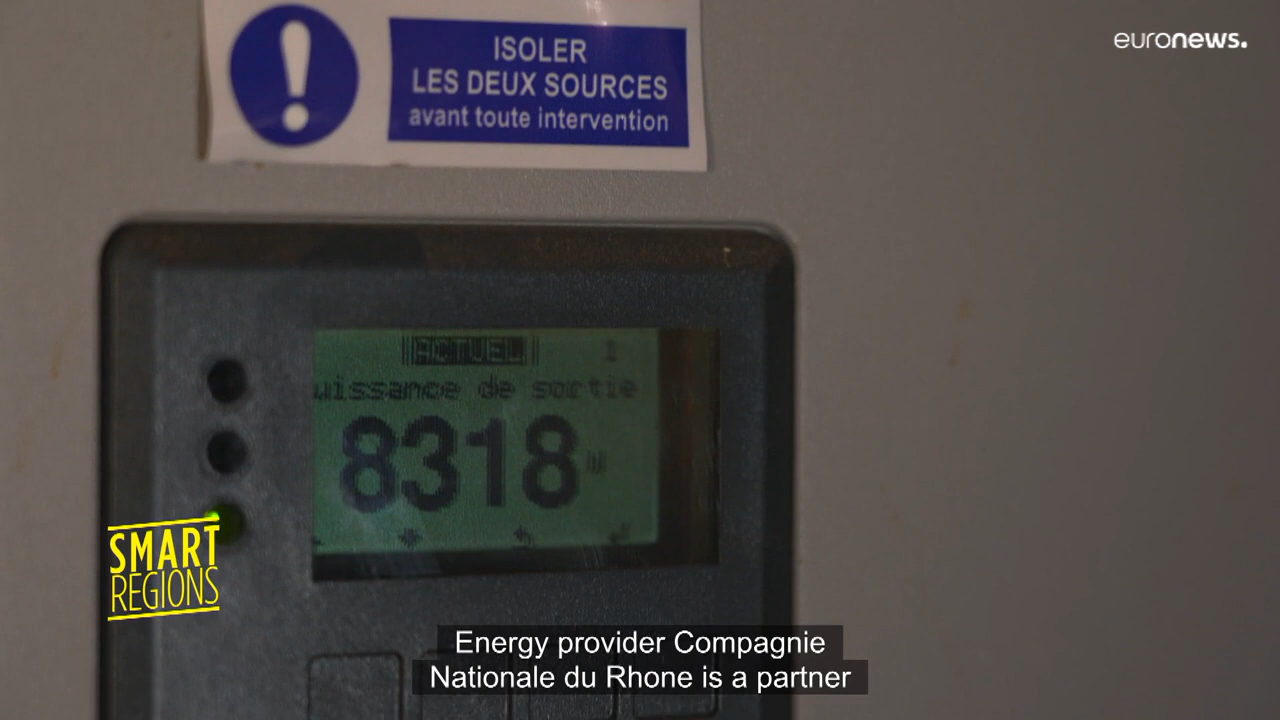 euronews.
ISOLER
LES DEUX SOURCES
avant toute intervention
ACTUEL 1
uissance de sortie
8318 W
SMART
REGIONS
Energy provider Compagnie
Nationale du Rhone is a partner